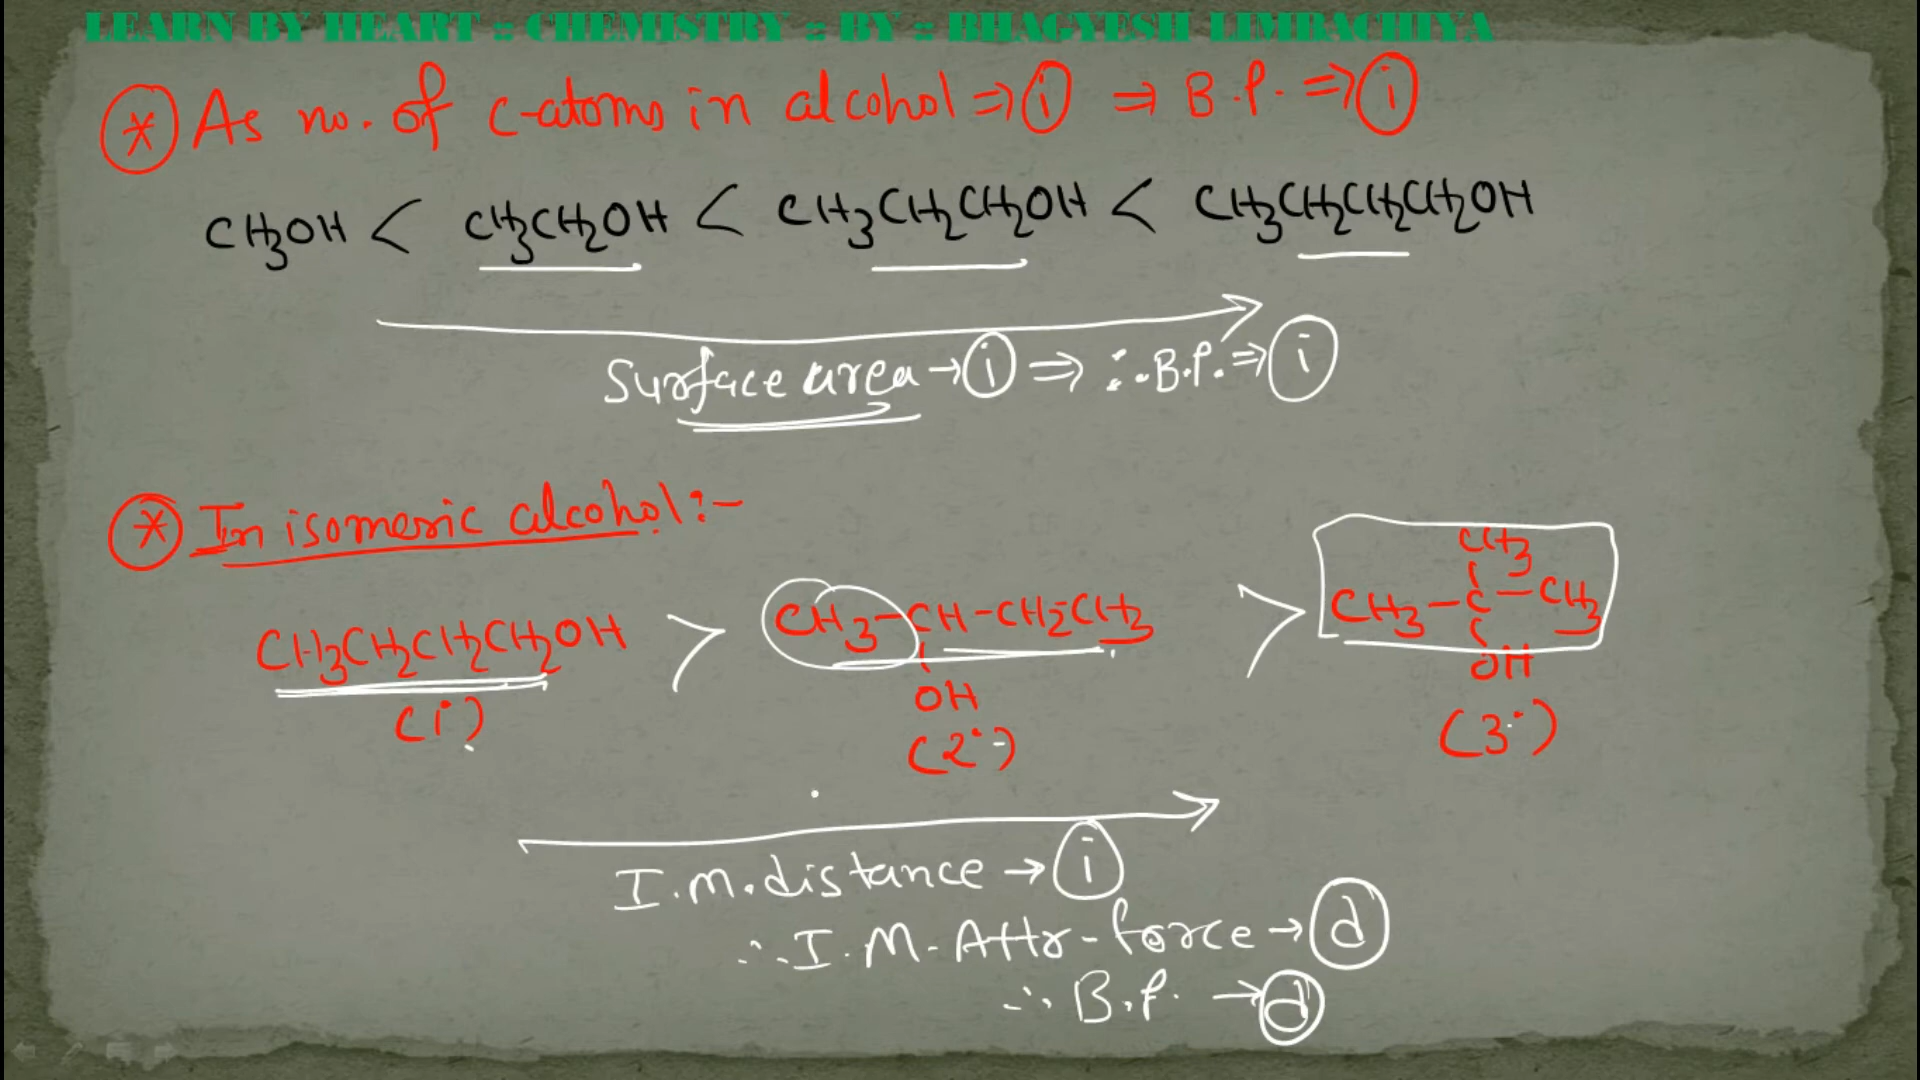 LEARN BY HEART = CHEMISTRY = BY = BHAGYESH LIMBACHIYA
* As no. of c-atoms in alcohol ⇒ i ⇒ B.P. ⇒ i
CH3OH < CH3CH2OH < CH3CH2CH2OH < CH3CH2CH2CH2OH
Surface area → i ⇒ ∴ B.P. ⇒ i
* In isomeric alcohol:-
CH3CH2CH2CH2OH > CH3-CH-CH2CH3 > CH3-C-CH3
CH3
OH
OH
(1°)
(2°)
(3°)
I.M. distance → i
∴ I.M. Attr-force → d
∴ B.P. → d